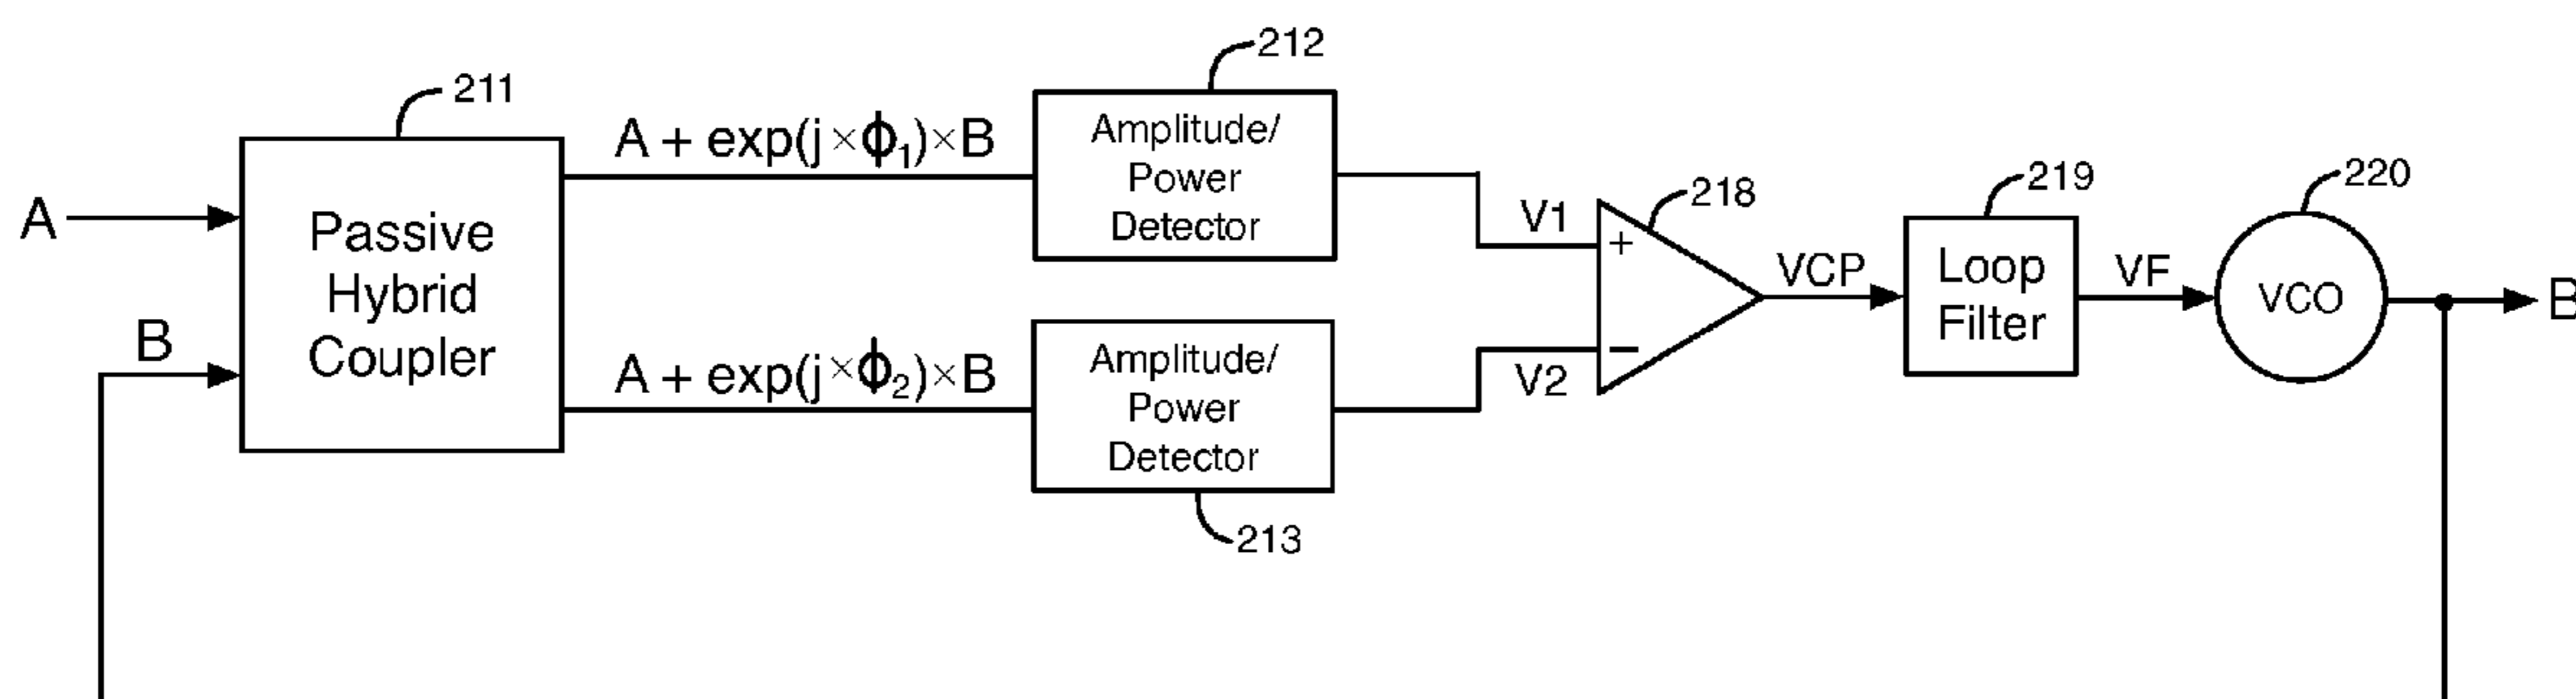 212
211
A + exp(j×ϕ₁)×B
Amplitude/
Power
Detector
A
Passive
Hybrid
Coupler
B
A + exp(j×ϕ₂)×B
Amplitude/
Power
Detector
213
V1
+
−
V2
218
VCP
219
Loop
Filter
VF
220
VCO
B